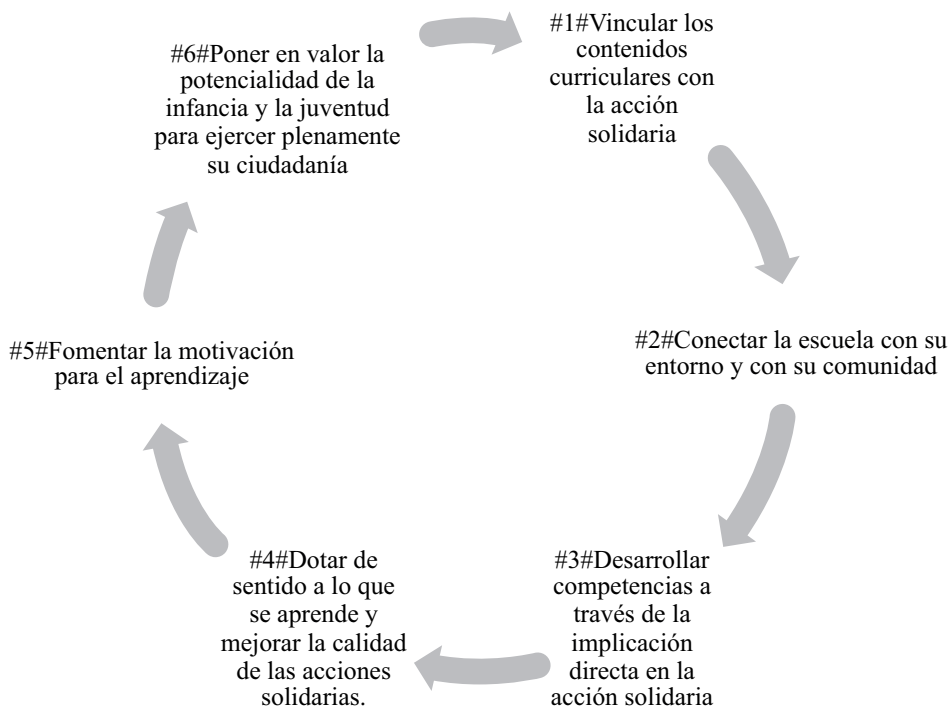 #1#Vincular los
contenidos
curriculares con
la acción
solidaria
#2#Conectar la escuela con su
entorno y con su comunidad
#3#Desarrollar
competencias a
través de la
implicación
directa en la
acción solidaria
#4#Dotar de
sentido a lo que
se aprende y
mejorar la calidad
de las acciones
solidarias.
#5#Fomentar la motivación
para el aprendizaje
#6#Poner en valor la
potencialidad de la
infancia y la juventud
para ejercer plenamente
su ciudadanía